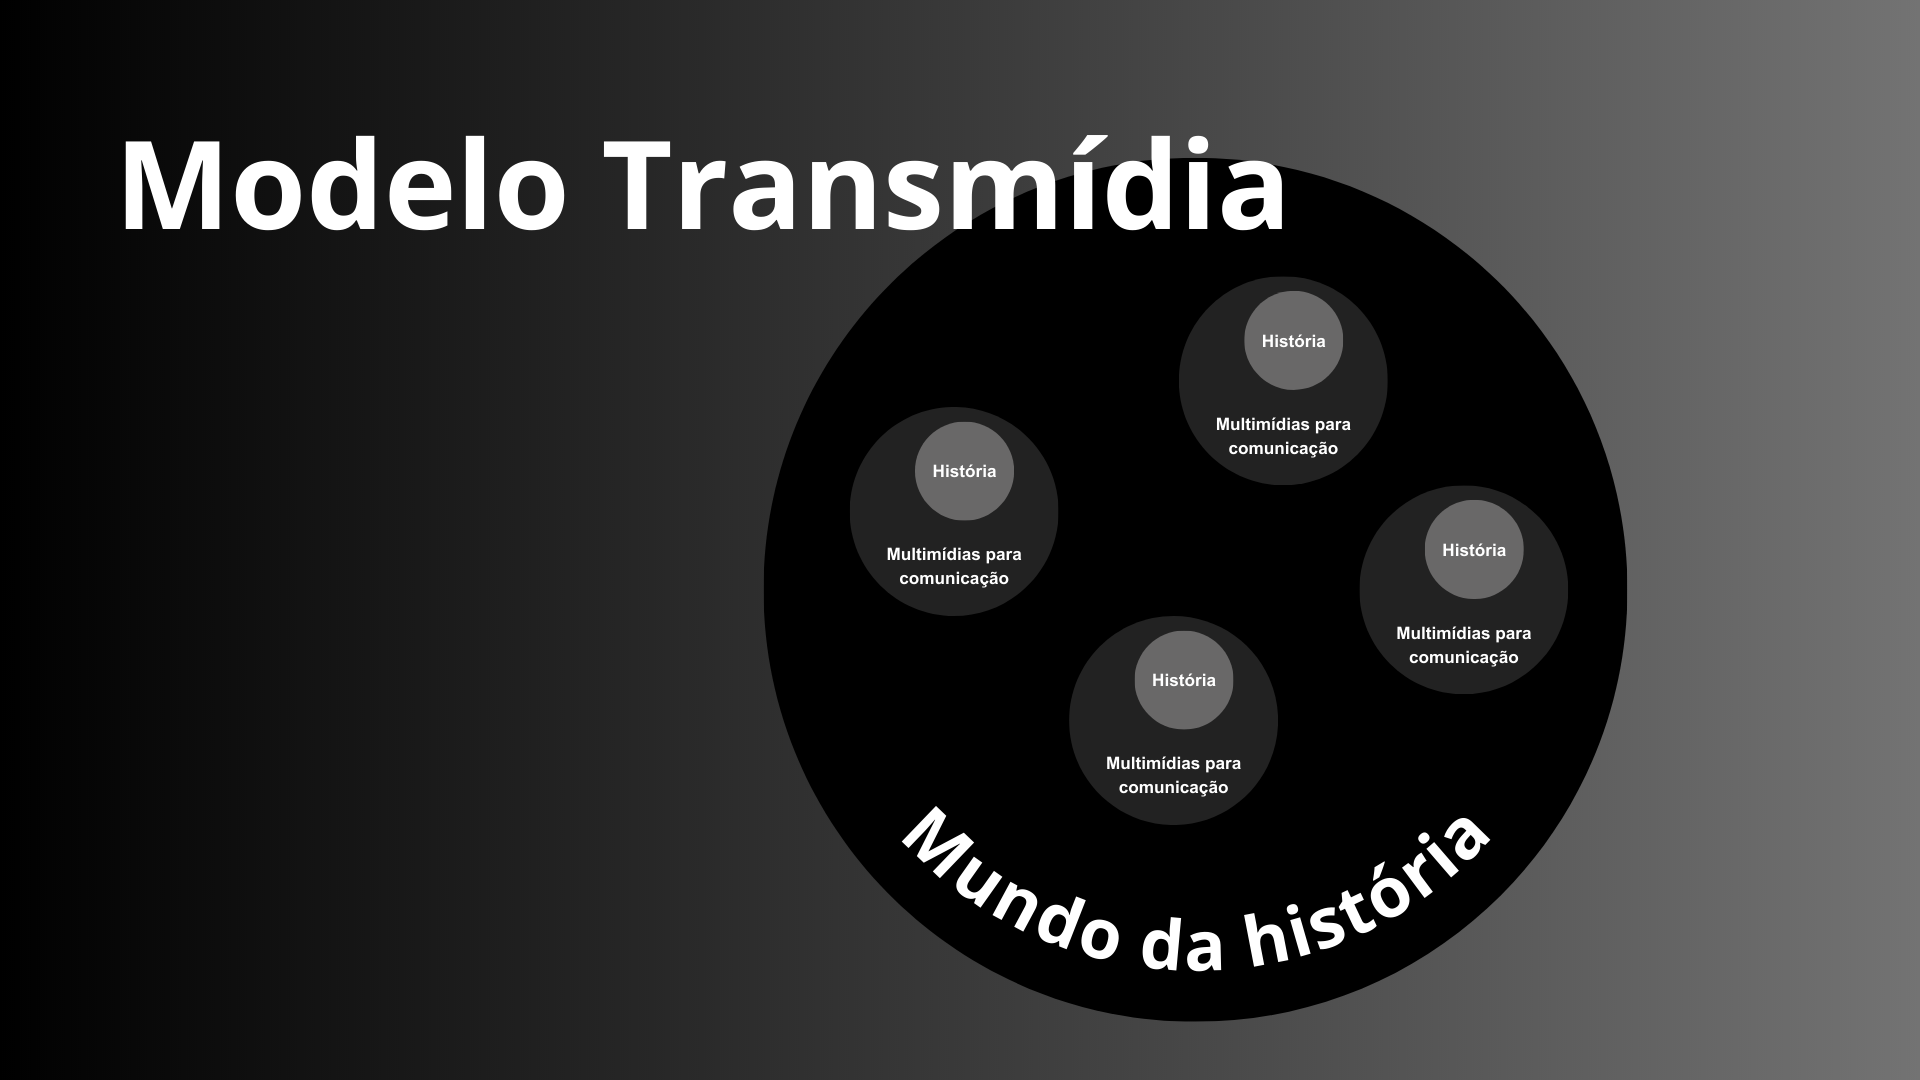 Modelo Transmídia
História
Multimídias para
comunicação
História
Multimídias para
comunicação
História
Multimídias para
comunicação
História
Multimídias para
comunicação
Mundo da história